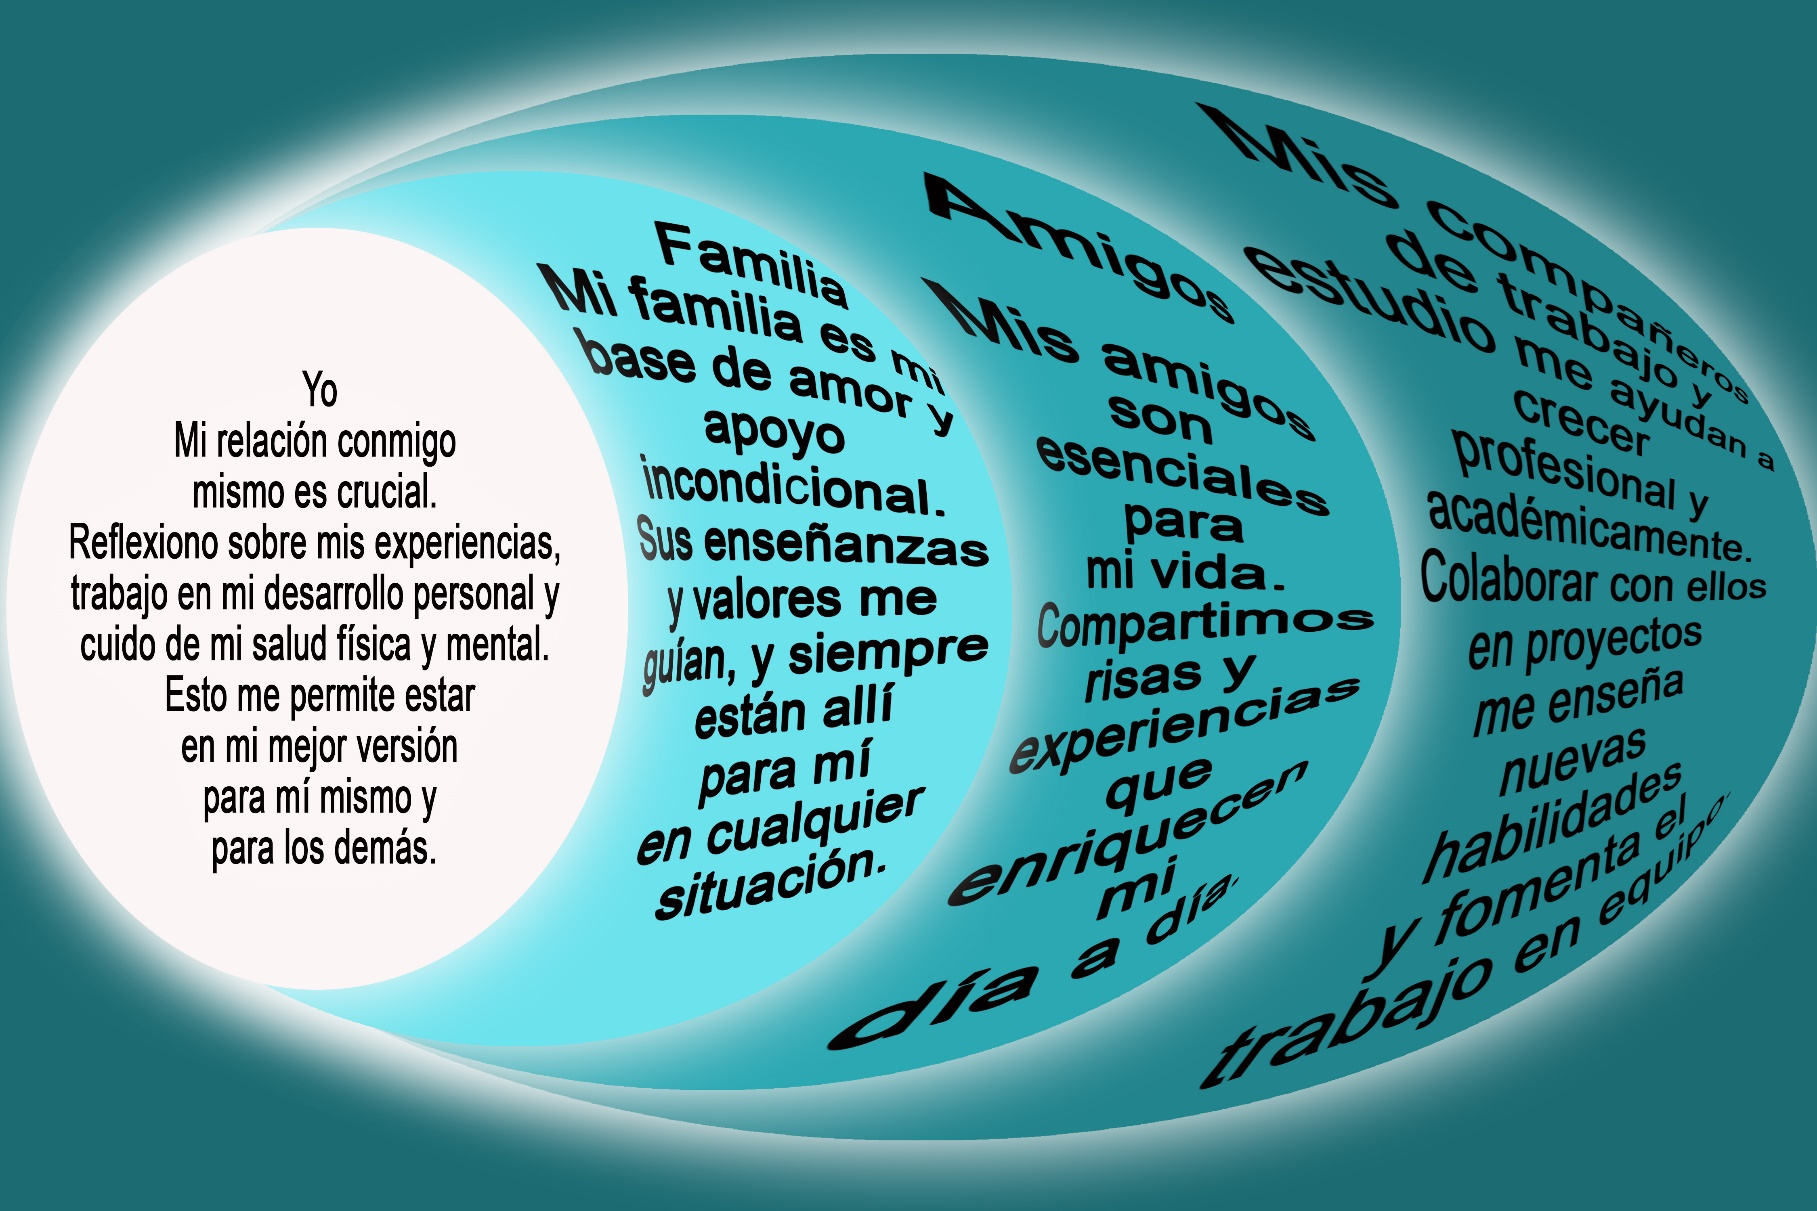 Yo
Mi relación conmigo
mismo es crucial.
Reflexiono sobre mis experiencias,
trabajo en mi desarrollo personal y
cuido de mi salud física y mental.
Esto me permite estar
en mi mejor versión
para mí mismo y
para los demás.
Familia
Mi familia es mi
base de amor y
apoyo
incondicional.
Sus enseñanzas
y valores me
guían, y siempre
están allí
para mí
en cualquier
situación.
Amigos
Mis amigos
son
esenciales
para
mi vida.
Compartimos
risas y
experiencias
que
enriquecen
mi
día a día.
Mis compañeros
de trabajo y
estudio me ayudan a
crecer
profesional y
académicamente.
Colaborar con ellos
en proyectos
me enseña
nuevas
habilidades
y fomenta el
trabajo en equipo.